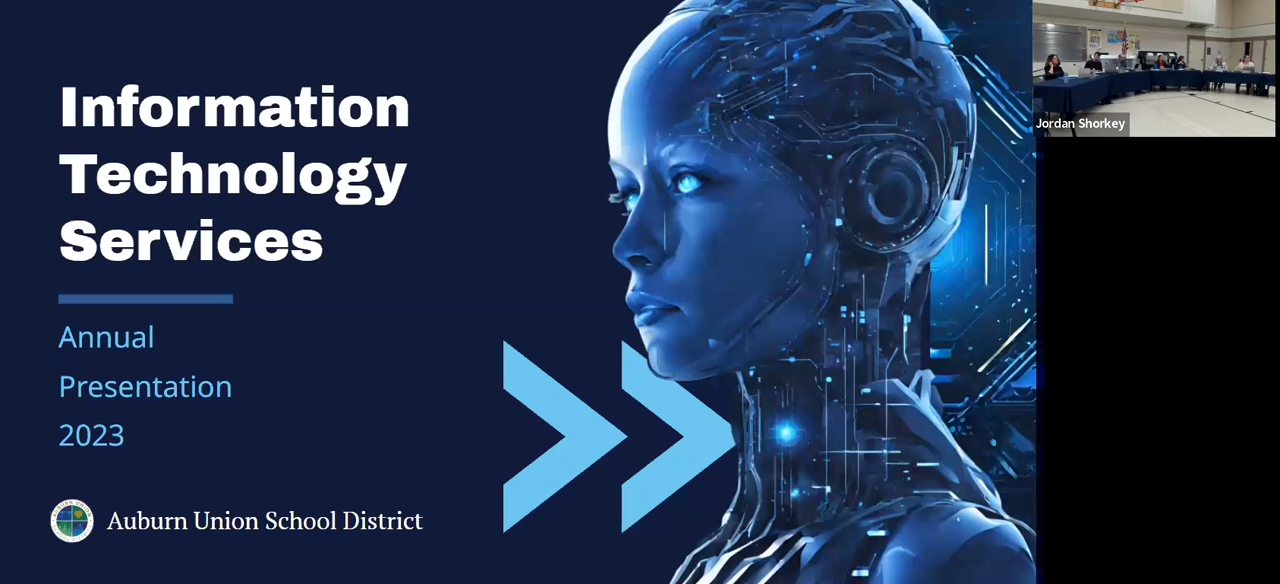 Information
Technology
Services
Annual
Presentation
2023
Auburn Union School District
Jordan Shorkey